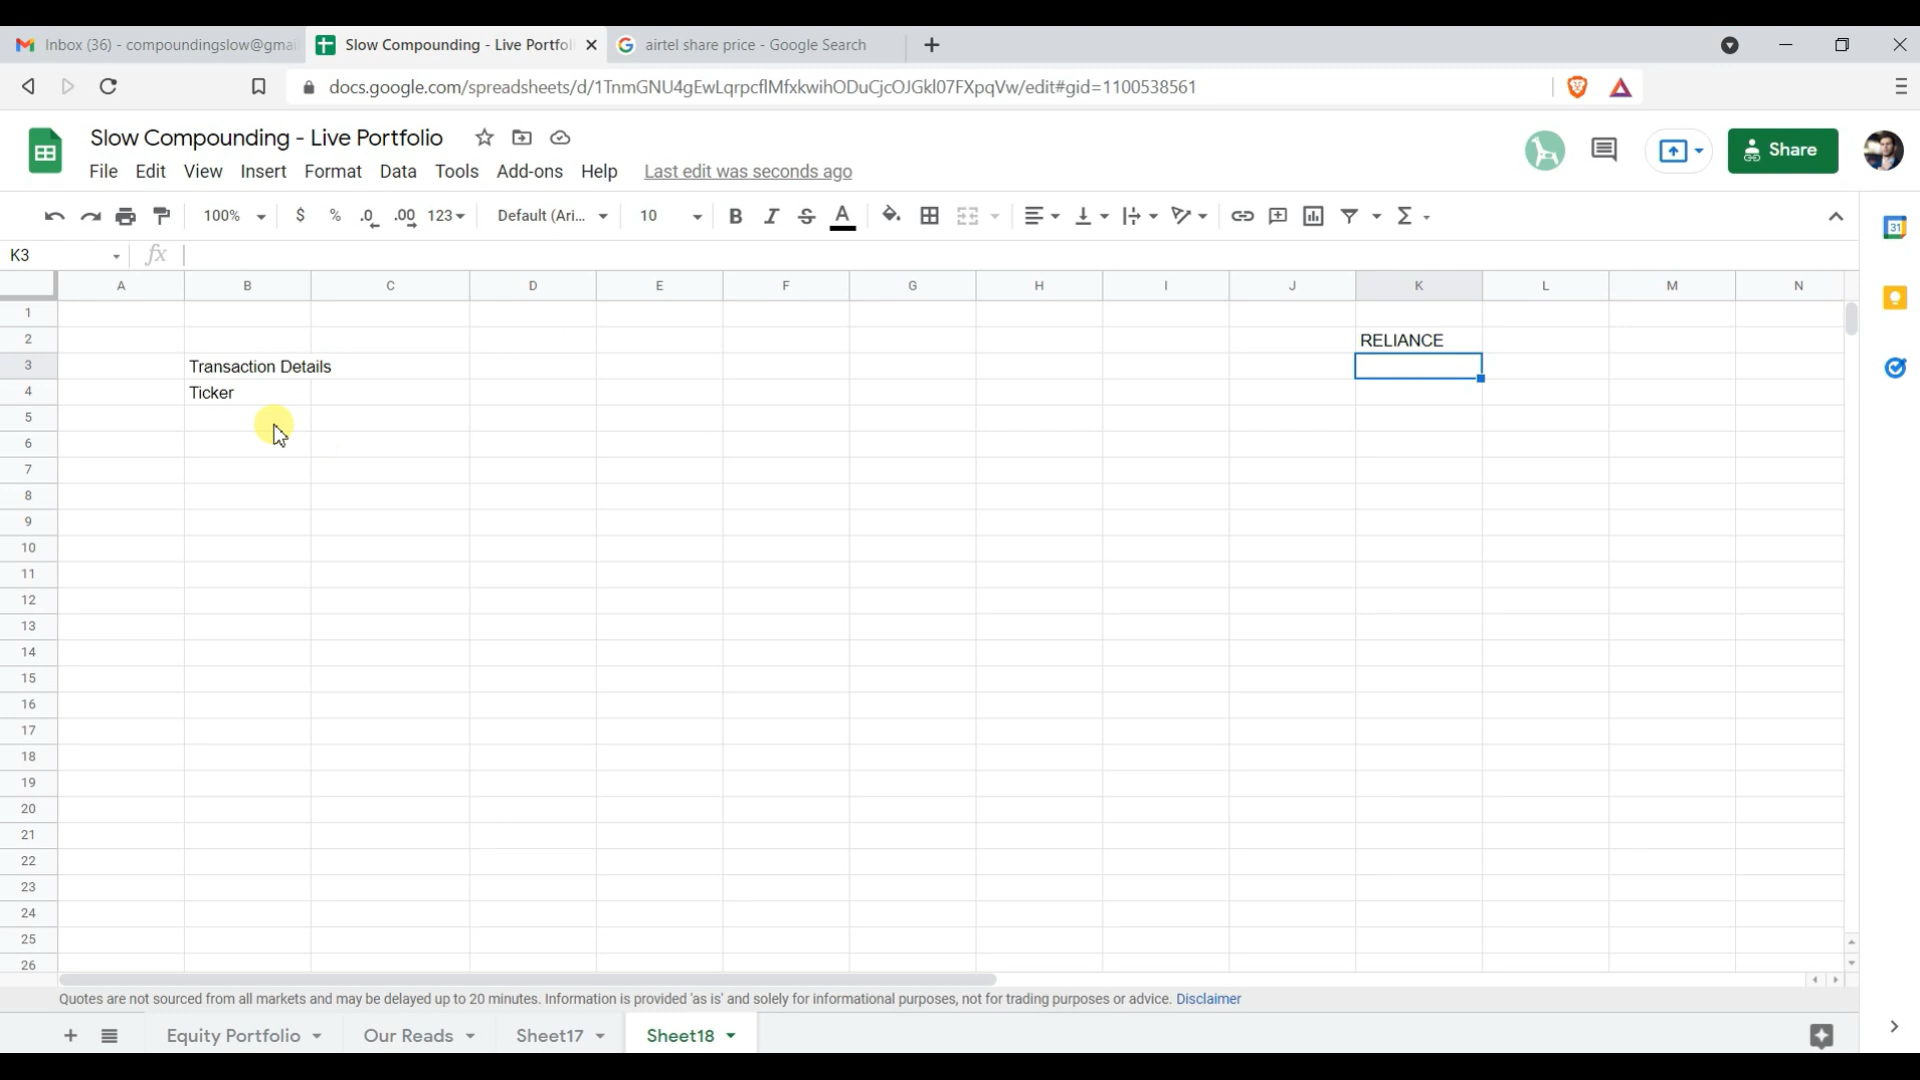 Inbox (36) - compoundingslow@gmai
Slow Compounding - Live Portfol
airtel share price - Google Search
docs.google.com/spreadsheets/d/1TnmGNU4gEwLqrpcflMfxkwihODuGjcOJGkl07FXpqVw/edit#gid=1100538561
Slow Compounding - Live Portfolio
Share
File Edit View Insert Format Data Tools Add-ons Help Last edit was seconds ago
100% $ % .0 .00 123 Default (Ari... 10 B I S A Σ
31
K3 fx
A B C D E F G H I J K L M N
1
2 RELIANCE
3 Transaction Details
4 Ticker
5
6
7
8
9
10
11
12
13
14
15
16
17
18
19
20
21
22
23
24
25
26
Quotes are not sourced from all markets and may be delayed up to 20 minutes. Information is provided 'as is' and solely for informational purposes, not for trading purposes or advice. Disclaimer
Equity Portfolio Our Reads Sheet17 Sheet18